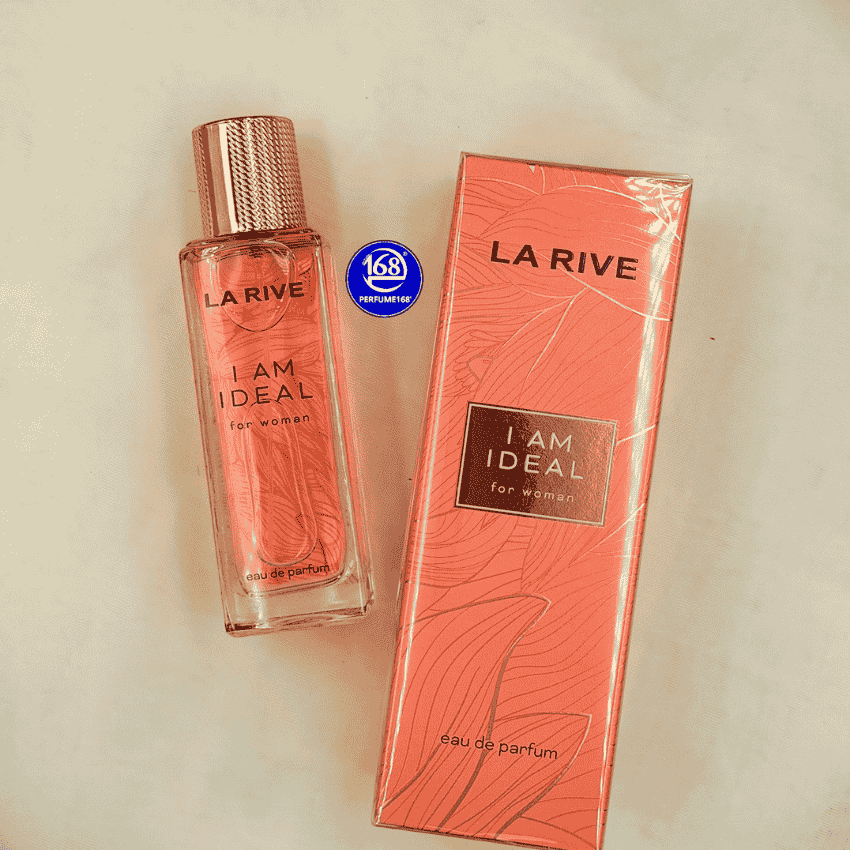 LA RIVE
I AM
IDEAL
for woman
eau de parfum
168
PERFUME168
LA RIVE
I AM
IDEAL
for woman
eau de parfum